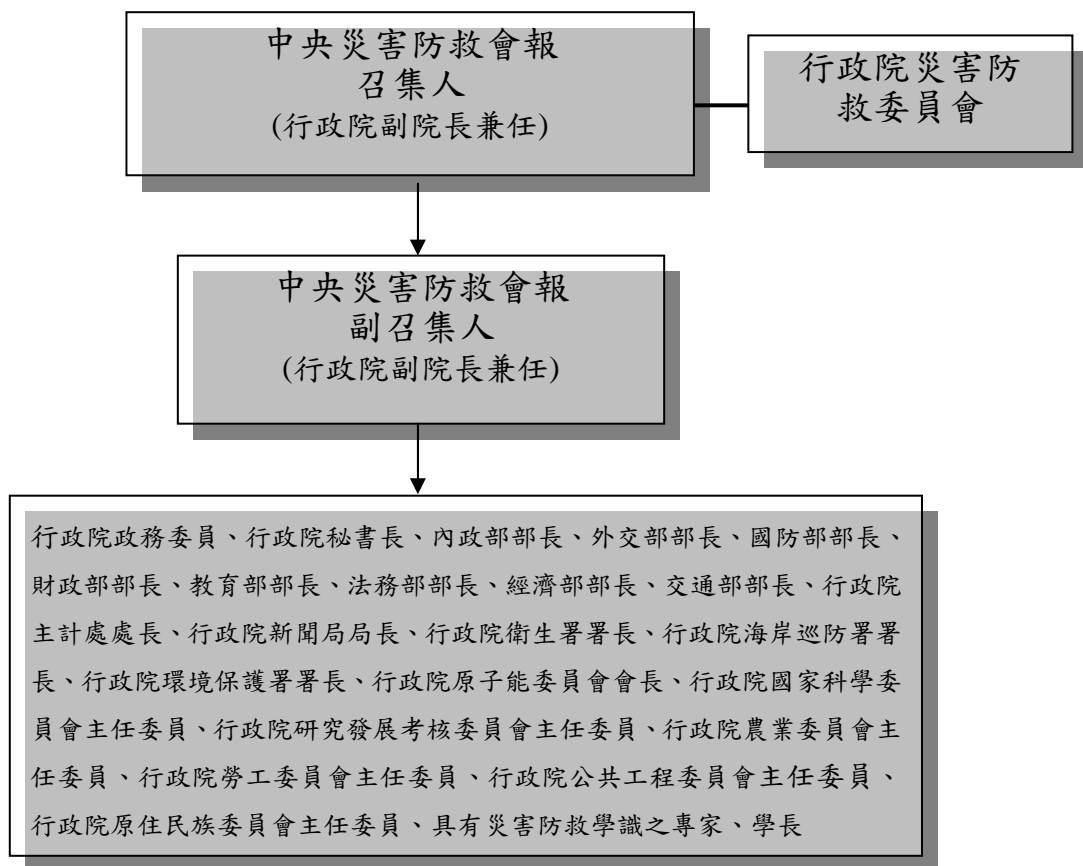 中央災害防救會報
召集人
(行政院副院長兼任)
行政院災害防
救委員會
中央災害防救會報
副召集人
(行政院副院長兼任)
行政院政務委員、行政院秘書長、內政部部長、外交部部長、國防部部長、
財政部部長、教育部部長、法務部部長、經濟部部長、交通部部長、行政院
主計處處長、行政院新聞局局長、行政院衛生署署長、行政院海岸巡防署署
長、行政院環境保護署署長、行政院原子能委員會會長、行政院國家科學委
員會主任委員、行政院研究發展考核委員會主任委員、行政院農業委員會主
任委員、行政院勞工委員會主任委員、行政院公共工程委員會主任委員、
行政院原住民族委員會主任委員、具有災害防救學識之專家、學長